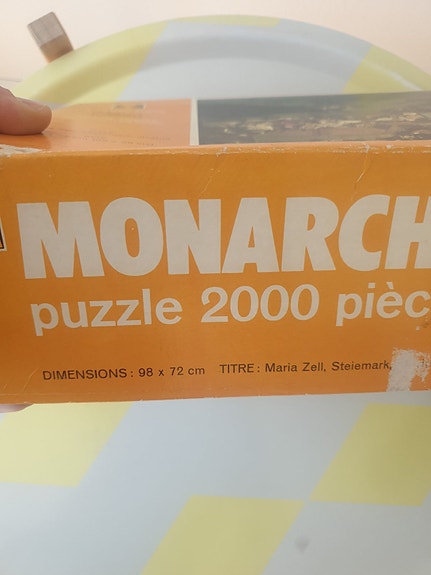 MONARCH
puzzle 2000 pièc
DIMENSIONS : 98 x 72 cm TITRE : Maria Zell, Steiemark,